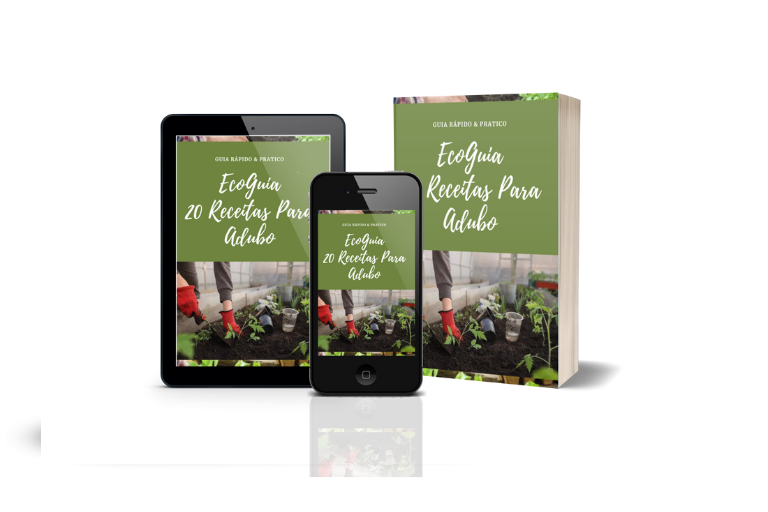 GUIA RÁPIDO & PRATICO
EcoGuia
20 Receitas Para
Adubo
GUIA RÁPIDO & PRATICO
EcoGuia
20 Receitas Para
Adubo
GUIA RÁPIDO & PRATICO
EcoGuia
Receitas Para
Adubo